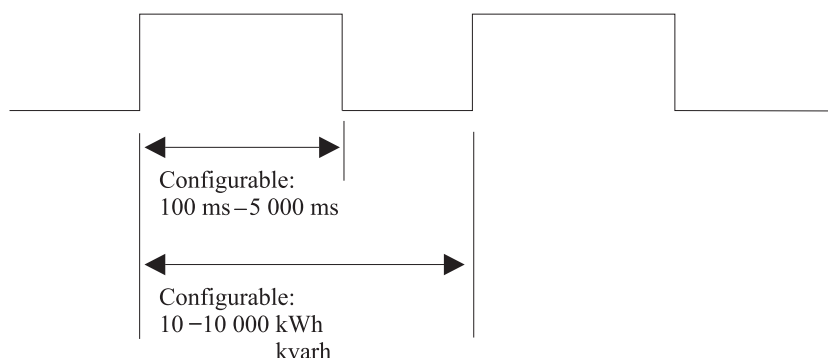 Configurable:
100 ms – 5 000 ms
Configurable:
10 – 10 000 kWh
kvarh